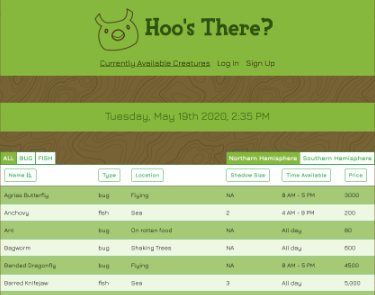 Hoo's There?
Currently Available Creatures Log In Sign Up
Tuesday, May 19th 2020, 2:35 PM
ALL BUG FISH Northern Hemisphere Southern Hemisphere
Name Type Location Shadow Size Time Available Price
Agrias Butterfly bug Flying NA 8 AM - 5 PM 3000
Anchovy fish Sea 2 4 AM - 9 PM 200
Ant bug On rotten food NA All day 80
Bagworm bug Shaking Trees NA All day 600
Banded Dragonfly bug Flying NA 8 AM - 5 PM 4500
Barred Knifejaw fish Sea 3 All day 5,000